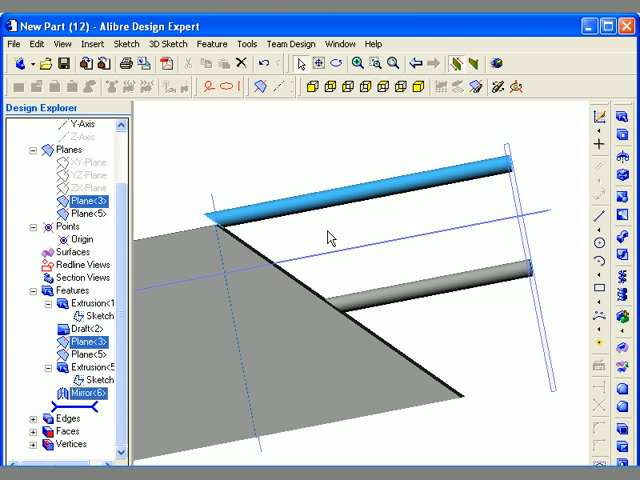 New Part (12) - Alibre Design Expert
File Edit View Insert Sketch 3D Sketch Feature Tools Team Design Window Help
Design Explorer
Y-Axis
Z-Axis
Planes
XY-Plane
YZ-Plane
ZX-Plane
Plane<3>
Plane<5>
Points
Origin
Surfaces
Redline Views
Section Views
Features
Extrusion<1
Sketch
Draft<2>
Plane<3>
Plane<5>
Extrusion<5
Sketch
Mirror<6>
Edges
Faces
Vertices